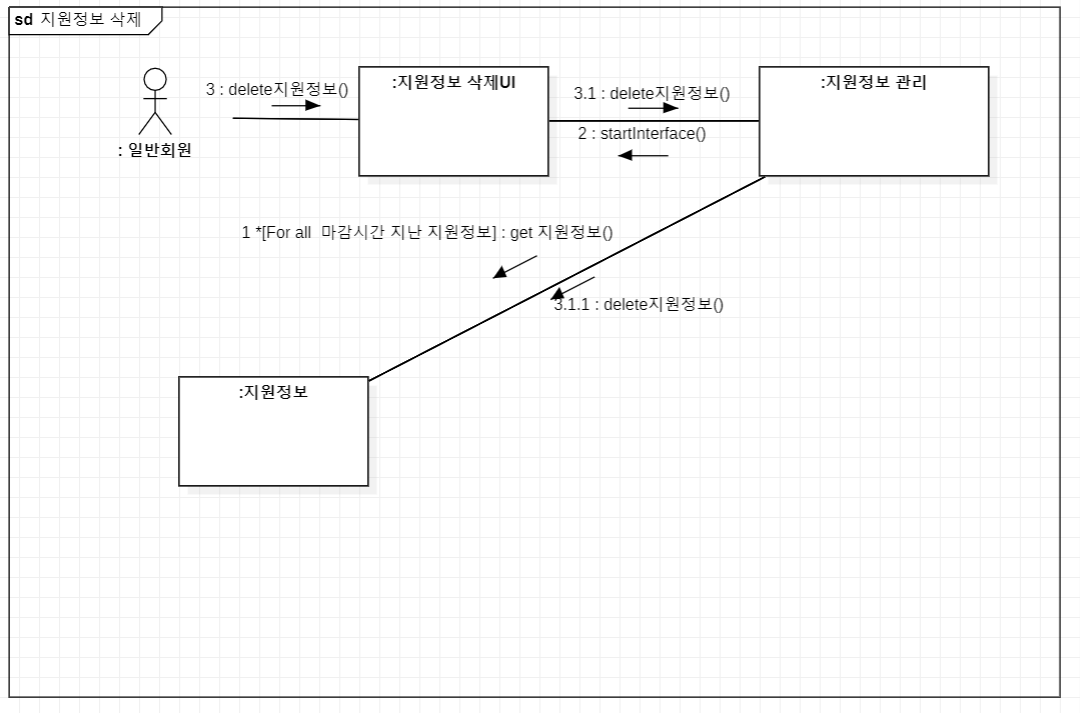 sd 지원정보 삭제
3 : delete지원정보()
:지원정보 삭제UI
3.1 : delete지원정보()
:지원정보 관리
2 : startInterface()
: 일반회원
1 *[For all 마감시간 지난 지원정보] : get 지원정보()
3.1.1 : delete지원정보()
:지원정보